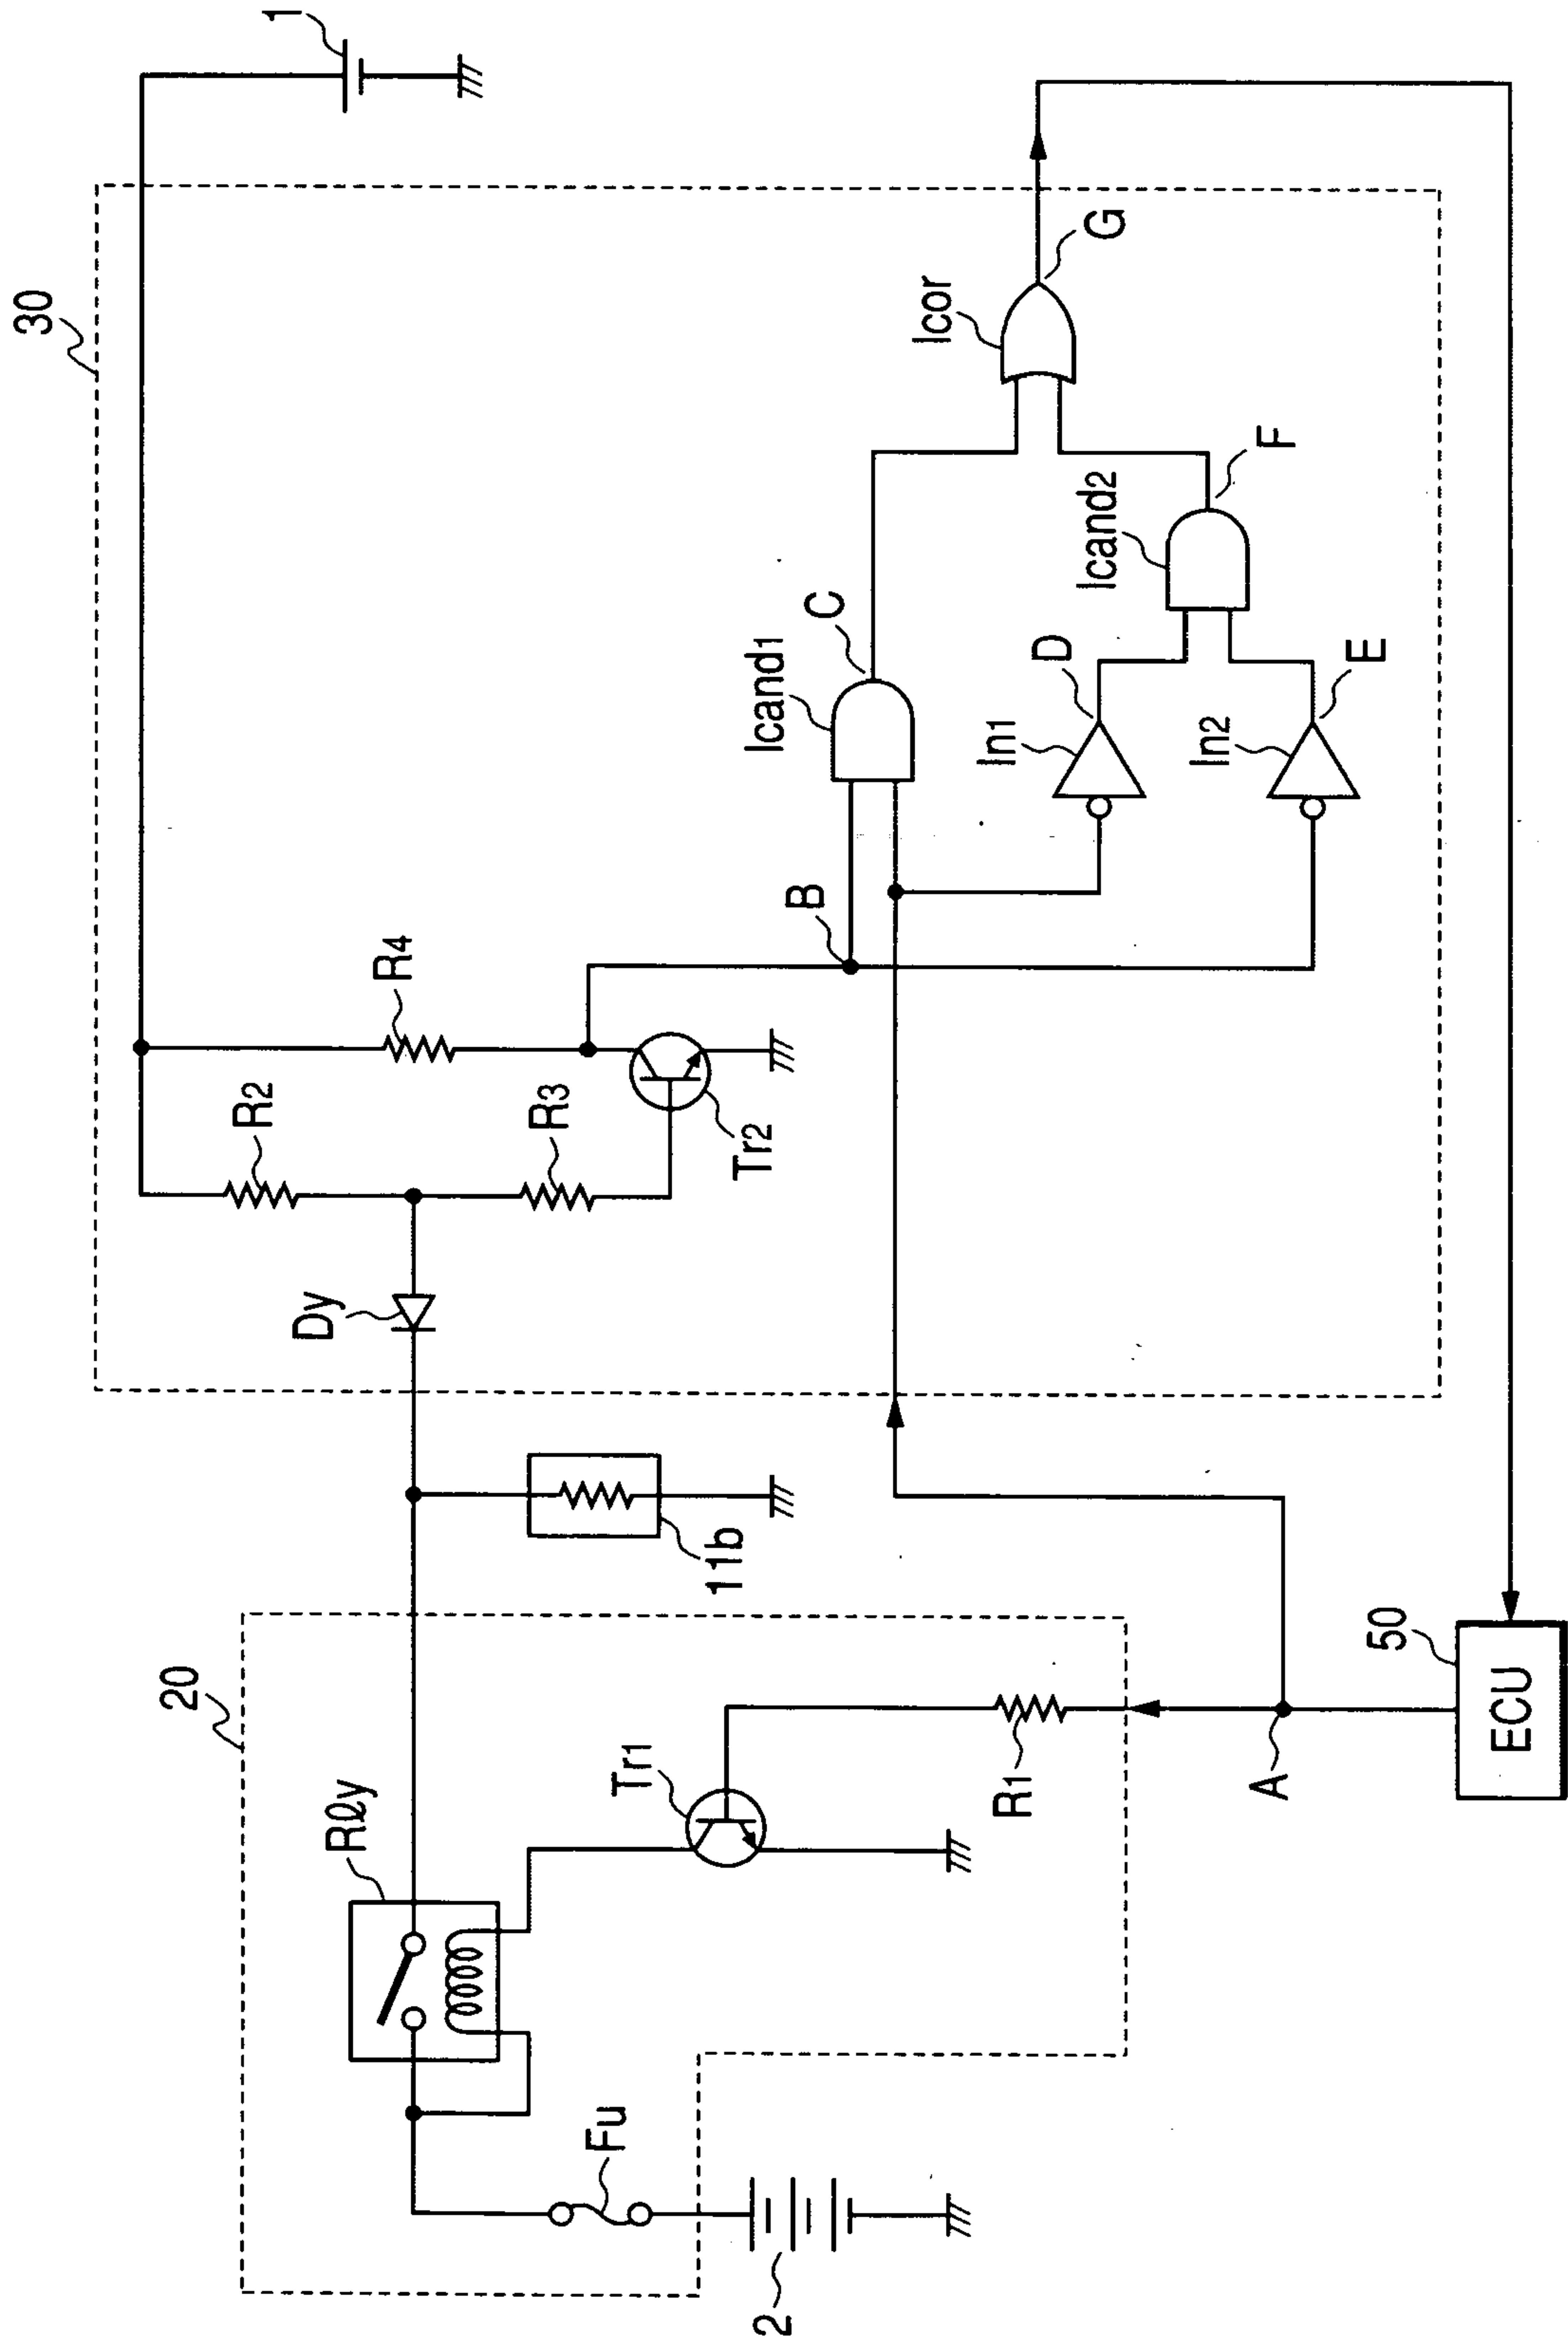 30
1
R2
R4
R3
Tr2
Dy
B
Icand1
C
In1
D
In2
E
Icand2
F
Icor
G
20
Rℓy
Tr1
R1
Fu
2
11b
A
50
ECU